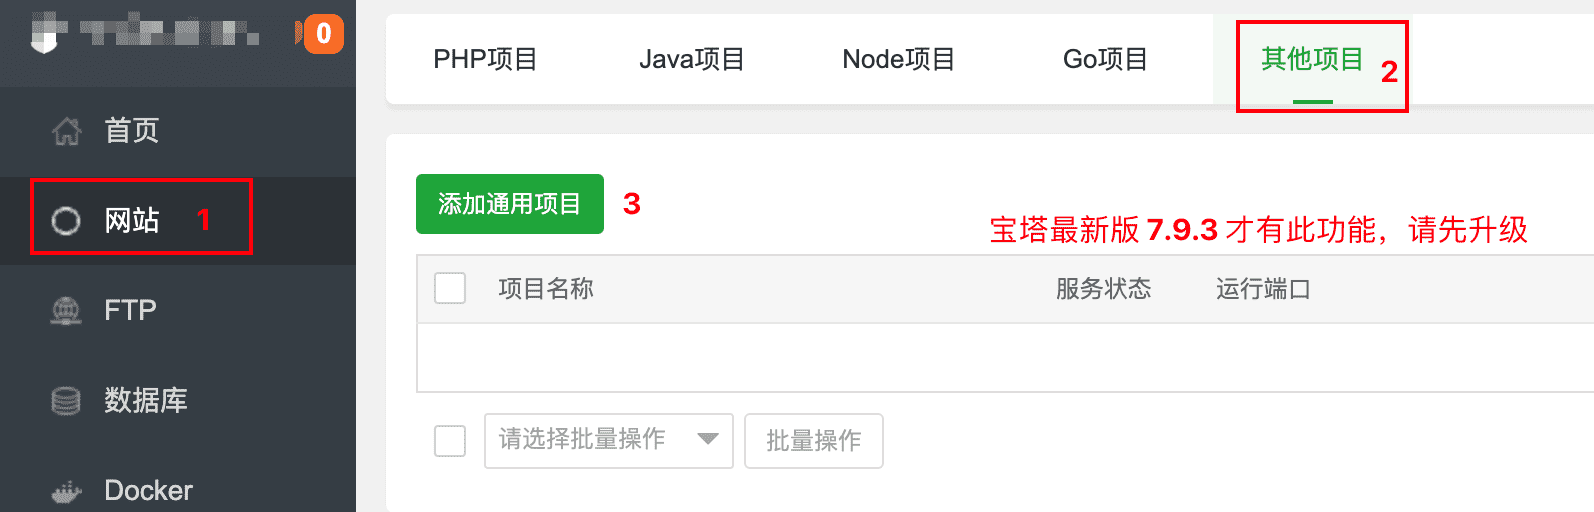 0
首页
网站 1
FTP
数据库
Docker
PHP项目 Java项目 Node项目 Go项目 其他项目 2
添加通用项目 3
宝塔最新版 7.9.3 才有此功能，请先升级
项目名称 服务状态 运行端口
请选择批量操作 批量操作